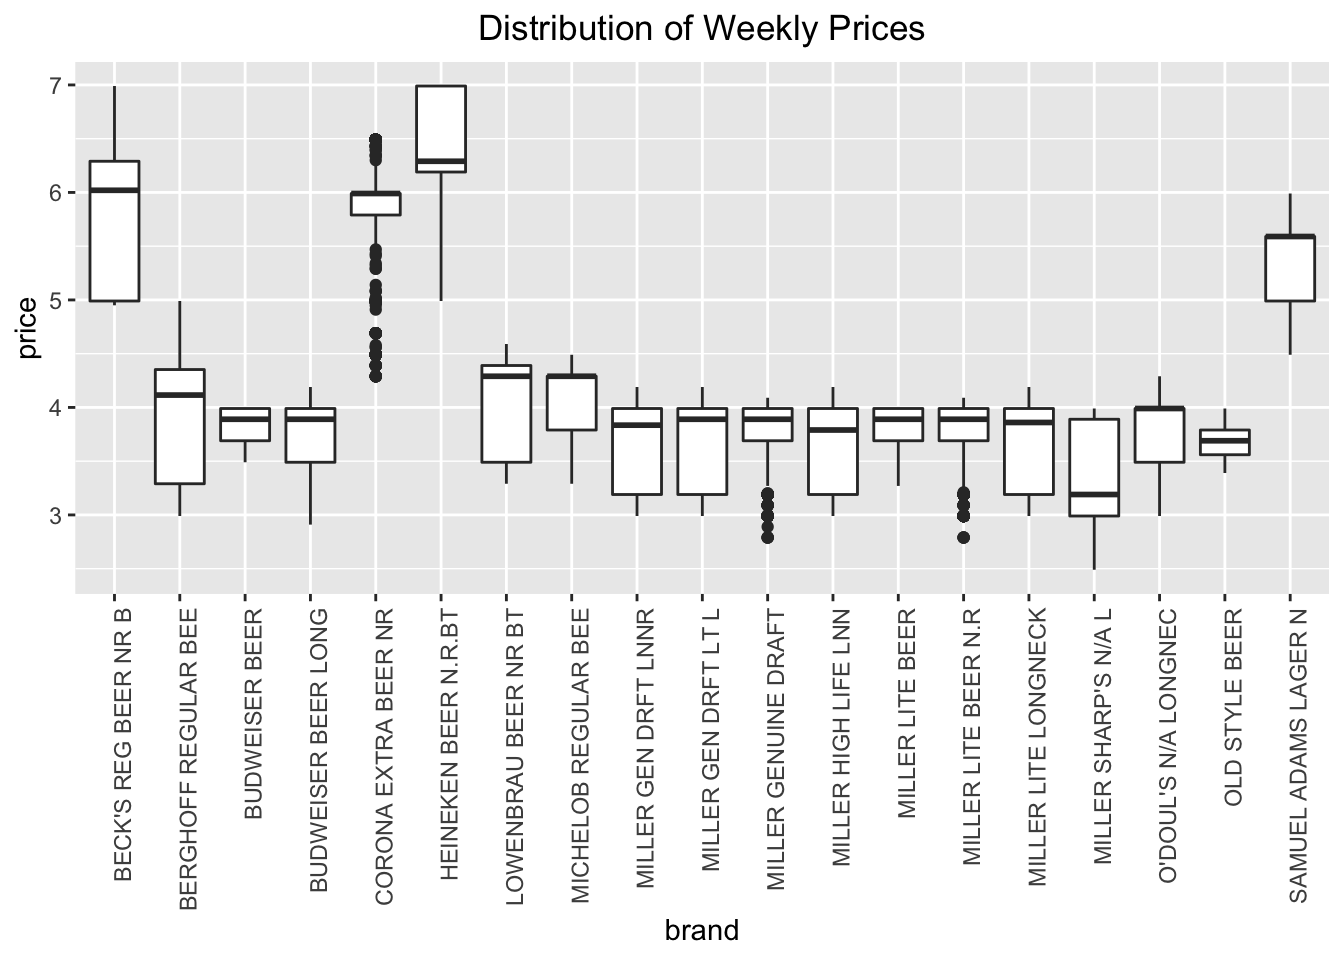 Distribution of Weekly Prices
7
6
5
4
3
price
BECK'S REG BEER NR B
BERGHOFF REGULAR BEE
BUDWEISER BEER
BUDWEISER BEER LONG
CORONA EXTRA BEER NR
HEINEKEN BEER N.R.BT
LOWENBRAU BEER NR BT
MICHELOB REGULAR BEE
MILLER GEN DRFT LNNR
MILLER GEN DRFT LT L
MILLER GENUINE DRAFT
MILLER HIGH LIFE LNN
MILLER LITE BEER
MILLER LITE BEER N.R
MILLER LITE LONGNECK
MILLER SHARP'S N/A L
O'DOUL'S N/A LONGNEC
OLD STYLE BEER
SAMUEL ADAMS LAGER N
brand